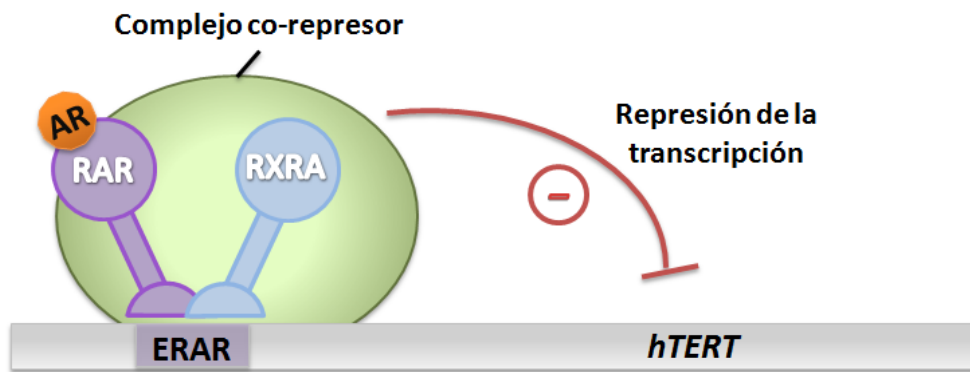 Complejo co-represor
AR
RAR
RXRA
Represión de la
transcripción
-
ERAR
hTERT